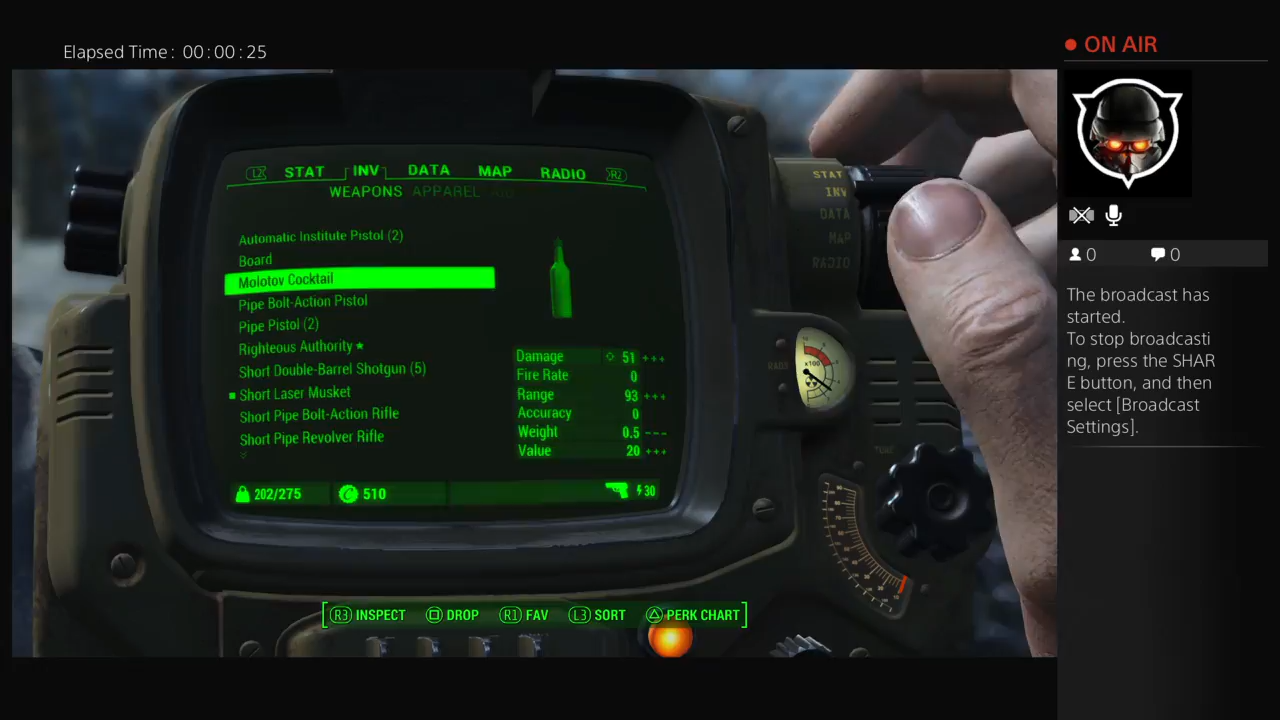 Elapsed Time: 00:00:25
ON AIR
L2 STAT INV DATA MAP RADIO R2
WEAPONS APPAREL
Automatic Institute Pistol (2)
Board
Molotov Cocktail
Pipe Bolt-Action Pistol
Pipe Pistol (2)
Righteous Authority ★
Short Double-Barrel Shotgun (5)
Short Laser Musket
Short Pipe Bolt-Action Rifle
Short Pipe Revolver Rifle
Damage 51 +++
Fire Rate 0
Range 93 +++
Accuracy 0
Weight 0.5 ---
Value 20 +++
202/275 510 30
STAT
INV
DATA
MAP
RADIO
RADS
x100
TUNE
R3 INSPECT DROP R1 FAV L3 SORT PERK CHART
0 0
The broadcast has
started.
To stop broadcasti
ng, press the SHAR
E button, and then
select [Broadcast
Settings].